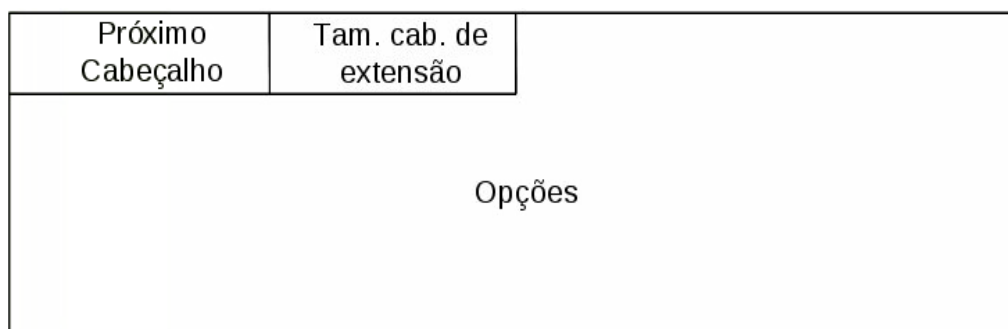 Próximo
Cabeçalho
Tam. cab. de
extensão
Opções